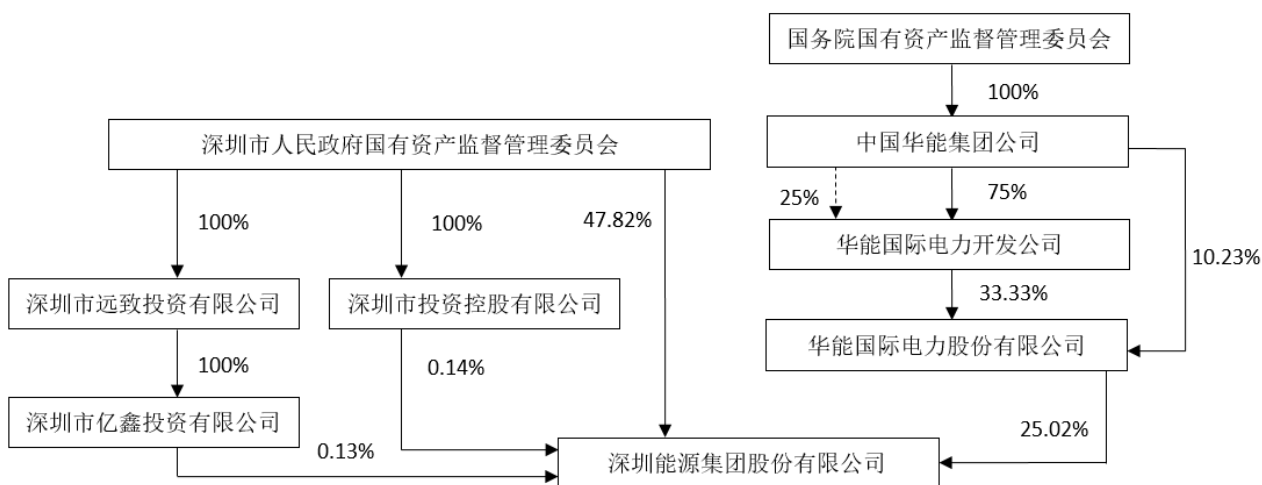 国务院国有资产监督管理委员会
100%
深圳市人民政府国有资产监督管理委员会
中国华能集团公司
100%
100%
47.82%
25%
75%
华能国际电力开发公司
10.23%
深圳市远致投资有限公司
深圳市投资控股有限公司
33.33%
华能国际电力股份有限公司
100%
0.14%
深圳市亿鑫投资有限公司
0.13%
25.02%
深圳能源集团股份有限公司